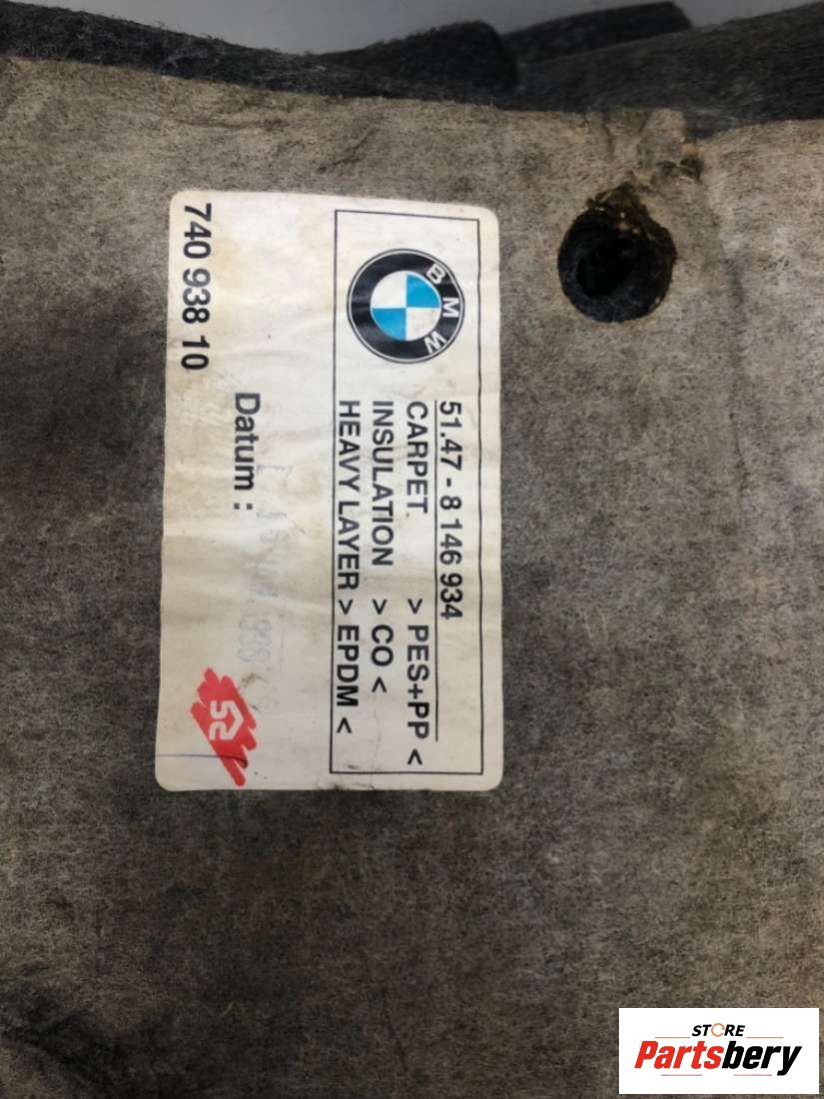 BMW
51.47 - 8 146 934
CARPET. > PES+PP <
INSULATION > CO <
HEAVY LAYER > EPDM <
Datum :
740 938 10
STORE
Partsbery